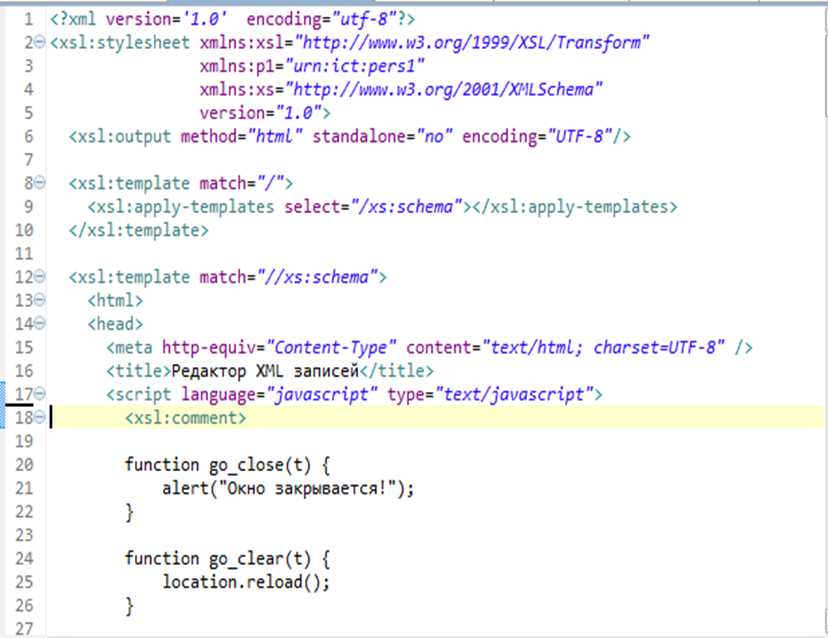 1 <?xml version='1.0'  encoding="utf-8"?>
2 <xsl:stylesheet xmlns:xsl="http://www.w3.org/1999/XSL/Transform"
3                 xmlns:p1="urn:ict:pers1"
4                 xmlns:xs="http://www.w3.org/2001/XMLSchema"
5                 version="1.0">
6   <xsl:output method="html" standalone="no" encoding="UTF-8"/>
7
8   <xsl:template match="/">
9     <xsl:apply-templates select="/xs:schema"></xsl:apply-templates>
10   </xsl:template>
11
12   <xsl:template match="//xs:schema">
13     <html>
14     <head>
15       <meta http-equiv="Content-Type" content="text/html; charset=UTF-8" />
16       <title>Редактор XML записей</title>
17       <script language="javascript" type="text/javascript">
18         <xsl:comment>
19
20         function go_close(t) {
21             alert("Окно закрывается!");
22         }
23
24         function go_clear(t) {
25             location.reload();
26         }
27